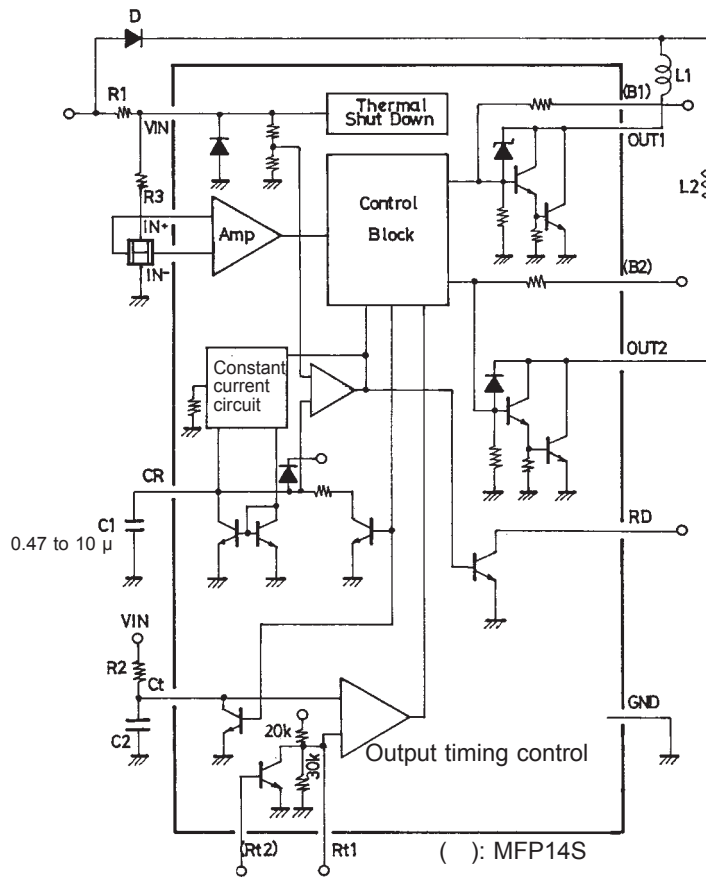 D
L1
R1
(B1)
VIN
Thermal
Shut Down
OUT1
L2
R3
IN+
Amp
Control
Block
IN-
(B2)
OUT2
Constant
current
circuit
CR
C1
0.47 to 10 μ
RD
VIN
R2
Ct
C2
GND
20k
30k
Output timing control
(Rt2)
Rt1
( ): MFP14S